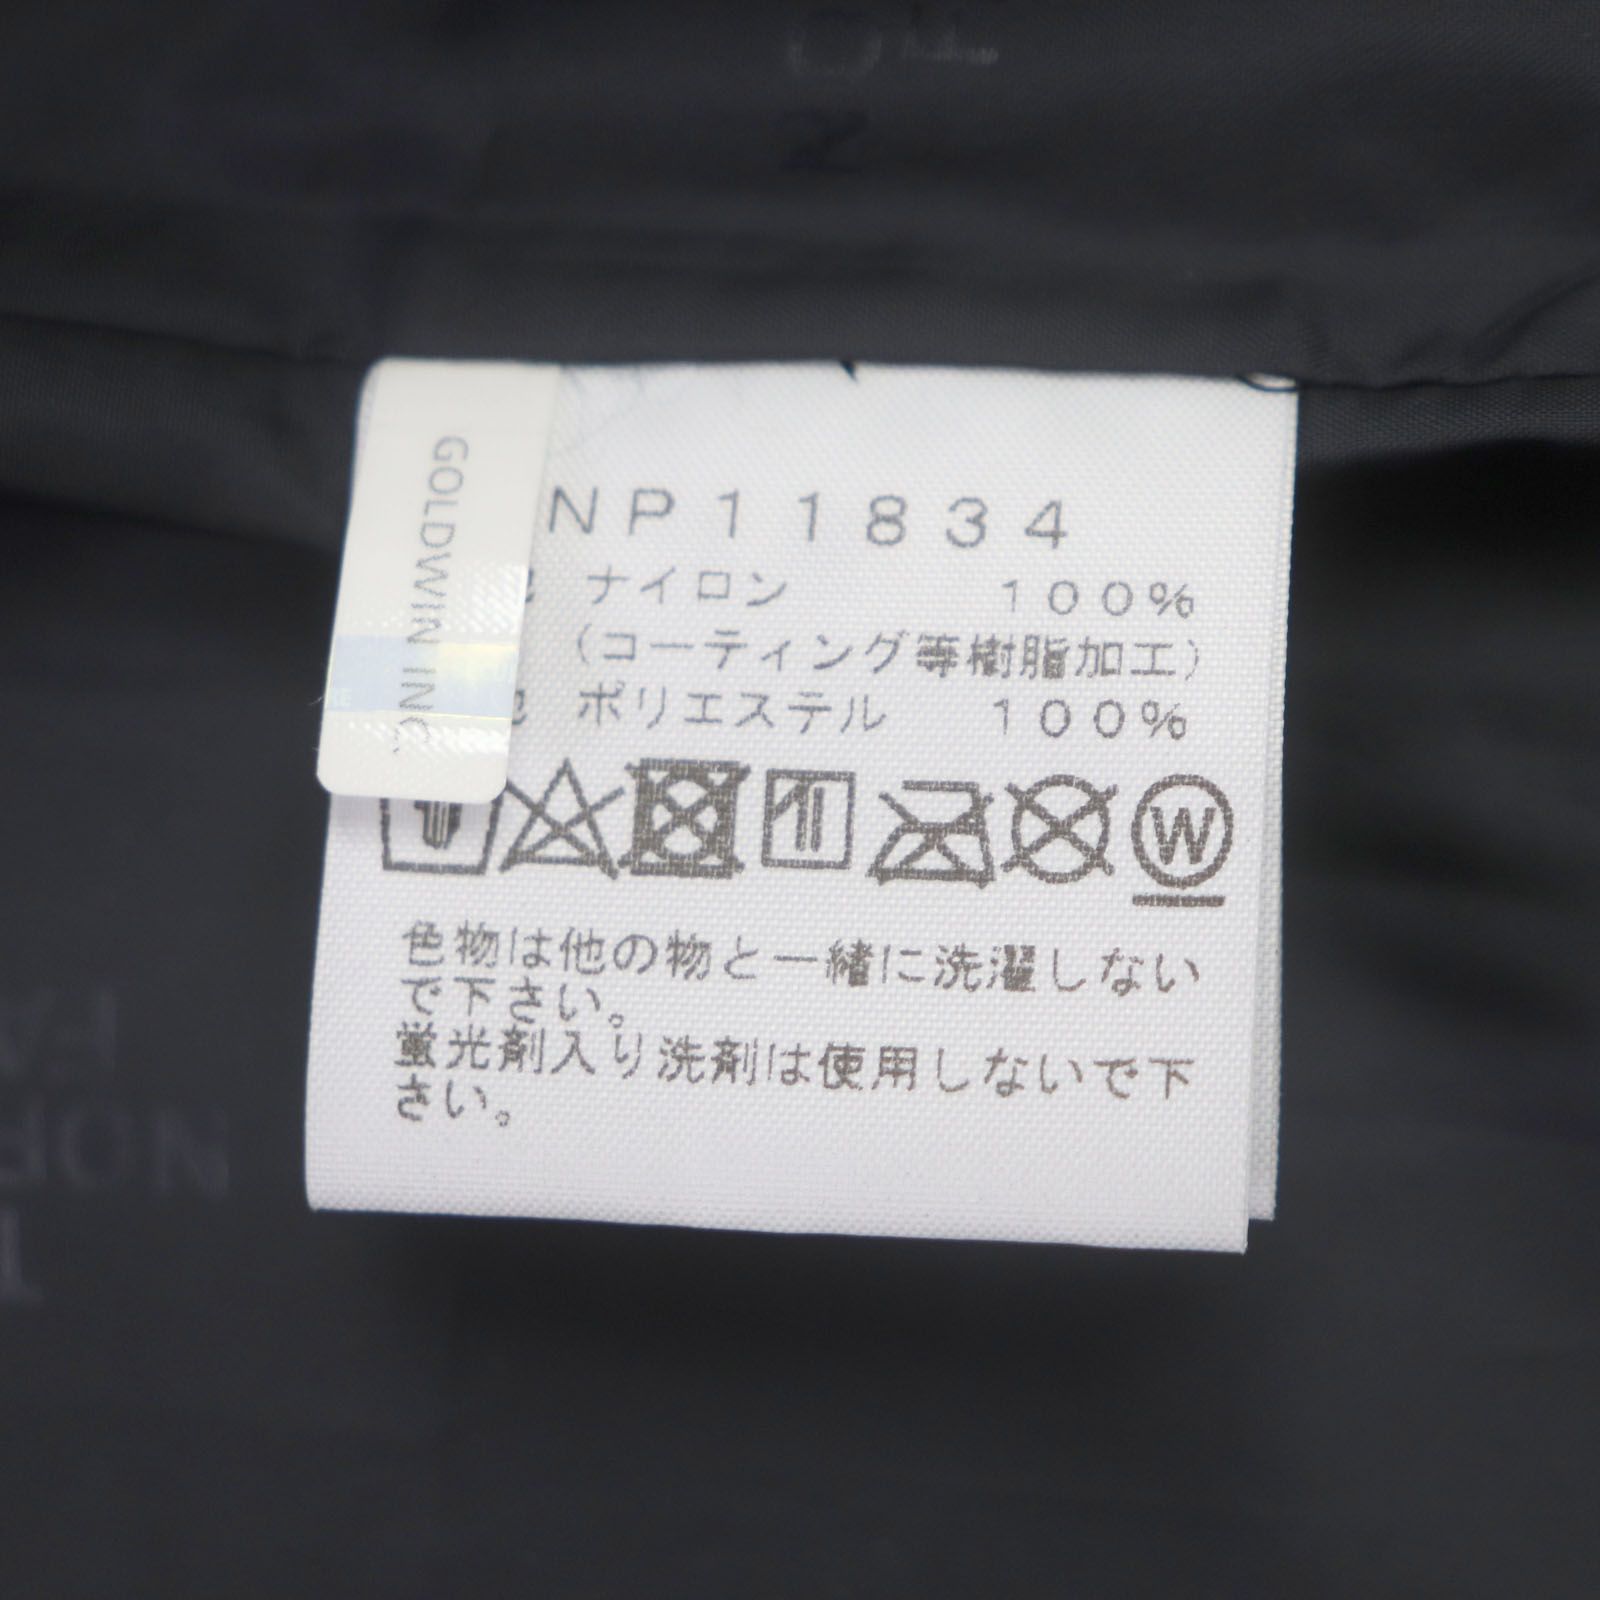 GOLDWIN INC.
NP11834
ナイロン 100%
(コーティング等樹脂加工)
ポリエステル 100%
W
色物は他の物と一緒に洗濯しない
で下さい。
蛍光剤入り洗剤は使用しないで下
さい。